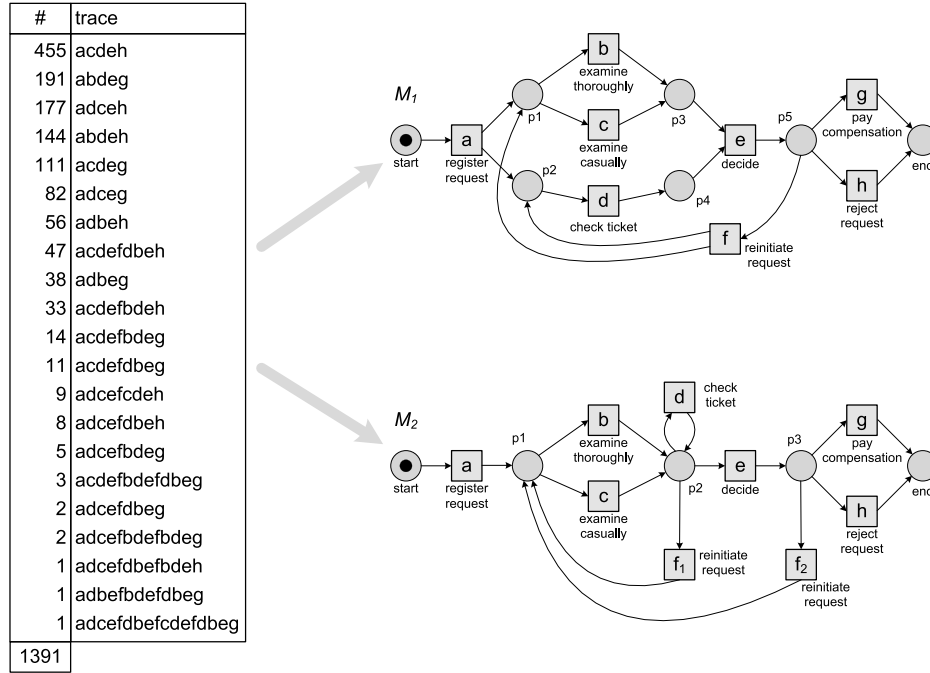 # trace
455 acdeh
191 abdeg
177 adceh
144 abdeh
111 acdeg
82 adceg
56 adbeh
47 acdefdbeh
38 adbeg
33 acdefbdeh
14 acdefbdeg
11 acdefdbeg
9 adcefcdeh
8 adcefdbeh
5 adcefbdeg
3 acdefbdefdbeg
2 adcefdbeg
2 adcefbdefbdeg
1 adcefdbefbdeh
1 adbefbdefdbeg
1 adcefdbefcdefdbeg
1391
M1
start
a
register
request
p1
b
examine
thoroughly
c
examine
casually
p2
d
check ticket
p3
p4
e
decide
p5
f
reinitiate
request
g
pay
compensation
h
reject
request
end
M2
start
a
register
request
p1
b
examine
thoroughly
c
examine
casually
d
check
ticket
p2
e
decide
p3
f1
reinitiate
request
f2
reinitiate
request
g
pay
compensation
h
reject
request
end